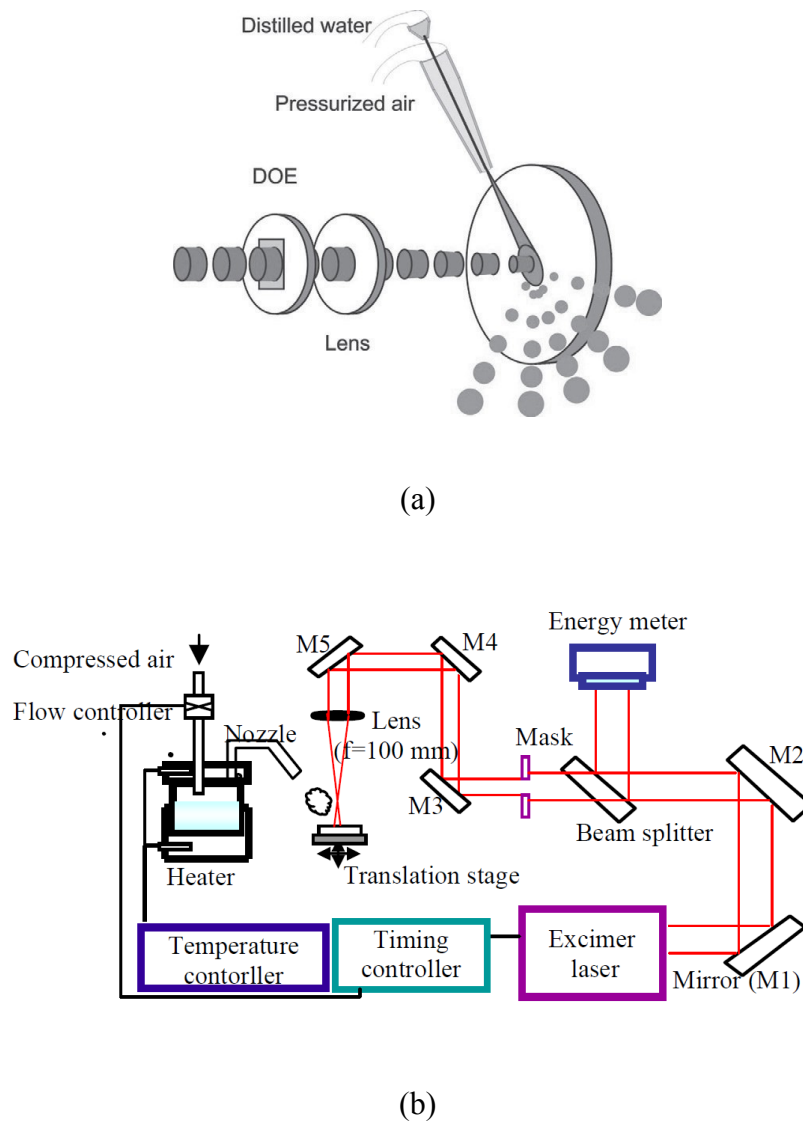 Distilled water
Pressurized air
DOE
Lens
(a)
Energy meter
M5
M4
Compressed air
Flow controller
Nozzle
Lens
(f=100 mm)
Mask
M2
M3
Beam splitter
Heater
Translation stage
Temperature
contorller
Timing
controller
Excimer
laser
Mirror (M1)
(b)